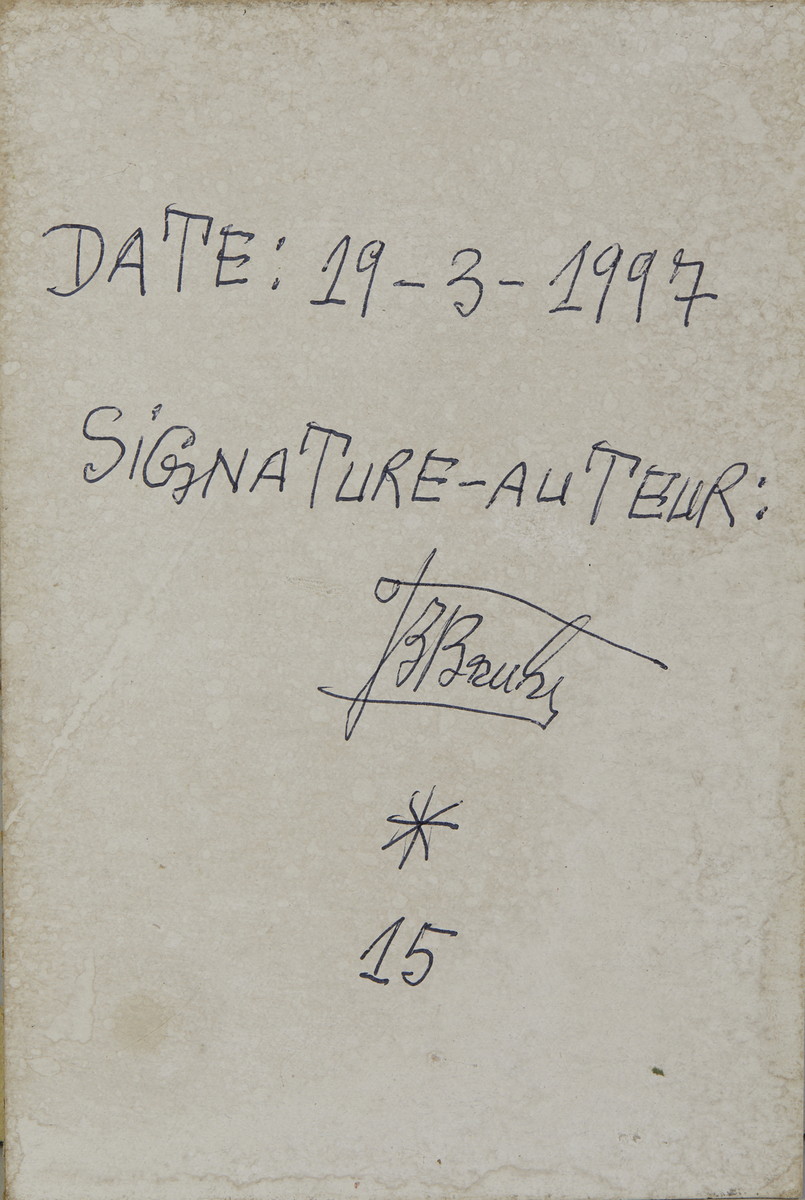 DATE: 19-3-1997
SiGNATURE-AUTEUR:
*
15